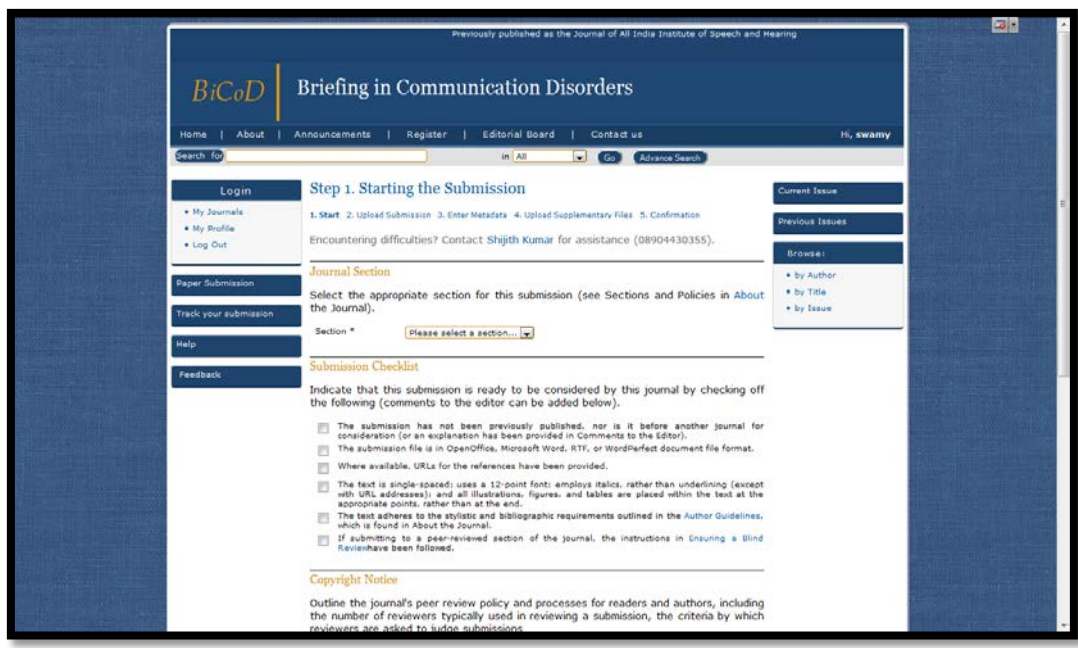 Previously published as the Journal of All India Institute of Speech and Hearing
BiCoD
Briefing in Communication Disorders
Home | About | Announcements | Register | Editorial Board | Contact us
Hi, swamy
Search for
in All
Go
Advance Search
Login
• My Journals
• My Profile
• Log Out
Paper Submission
Track your submission
Help
Feedback
Step 1. Starting the Submission
1. Start 2. Upload Submission 3. Enter Metadata 4. Upload Supplementary Files 5. Confirmation
Encountering difficulties? Contact Shijith Kumar for assistance (08904430355).
Journal Section
Select the appropriate section for this submission (see Sections and Policies in About
the Journal).
Section *
Please select a section...
Submission Checklist
Indicate that this submission is ready to be considered by this journal by checking off
the following (comments to the editor can be added below).
The submission has not been previously published, nor is it before another journal for
consideration (or an explanation has been provided in Comments to the Editor).
The submission file is in OpenOffice, Microsoft Word, RTF, or WordPerfect document file format.
Where available, URLs for the references have been provided.
The text is single-spaced; uses a 12-point font; employs italics, rather than underlining (except
with URL addresses); and all illustrations, figures, and tables are placed within the text at the
appropriate points, rather than at the end.
The text adheres to the stylistic and bibliographic requirements outlined in the Author Guidelines,
which is found in About the Journal.
If submitting to a peer-reviewed section of the journal, the instructions in Ensuring a Blind
Reviewhave been followed.
Copyright Notice
Outline the journal's peer review policy and processes for readers and authors, including
the number of reviewers typically used in reviewing a submission, the criteria by which
reviewers are asked to judge submissions
Current Issue
Previous Issues
Browse:
• by Author
• by Title
• by Issue